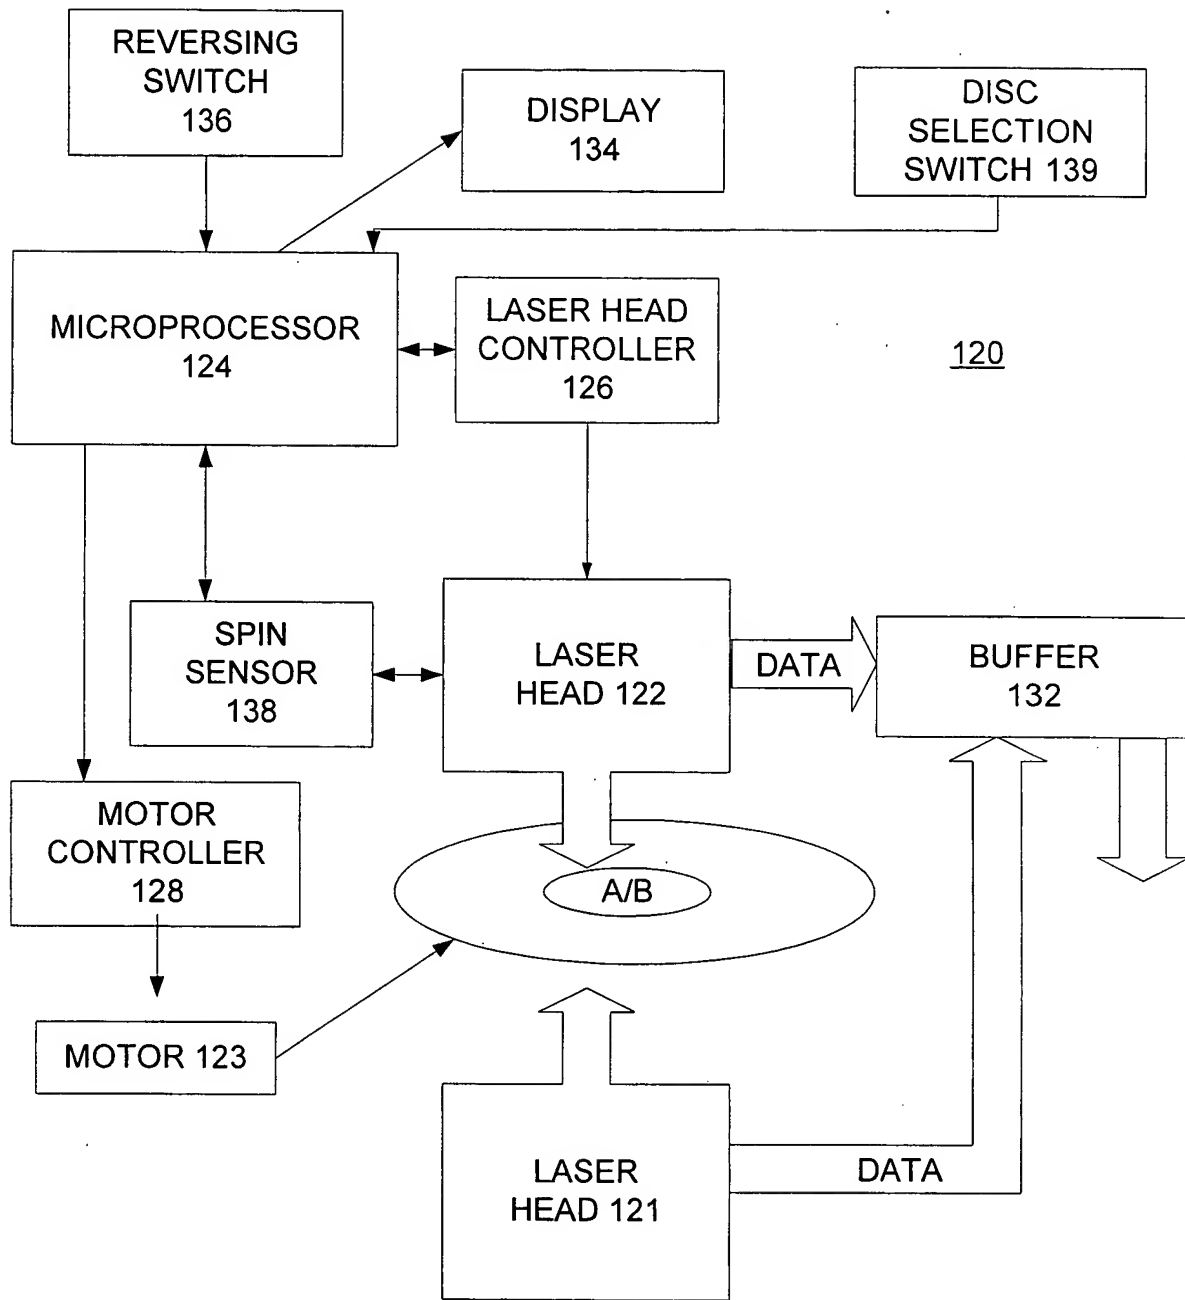 REVERSING
SWITCH
136
DISPLAY
134
DISC
SELECTION
SWITCH 139
MICROPROCESSOR
124
LASER HEAD
CONTROLLER
126
120
SPIN
SENSOR
138
LASER
HEAD 122
DATA
BUFFER
132
MOTOR
CONTROLLER
128
A/B
MOTOR 123
LASER
HEAD 121
DATA